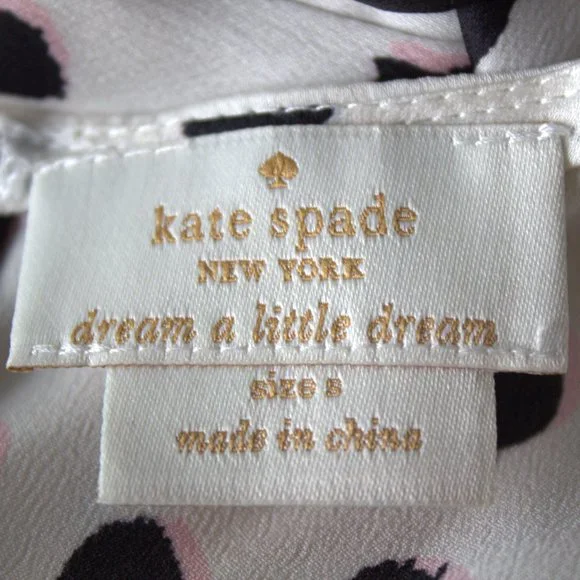 kate spade
NEW YORK
dream a little dream
size s
made in china